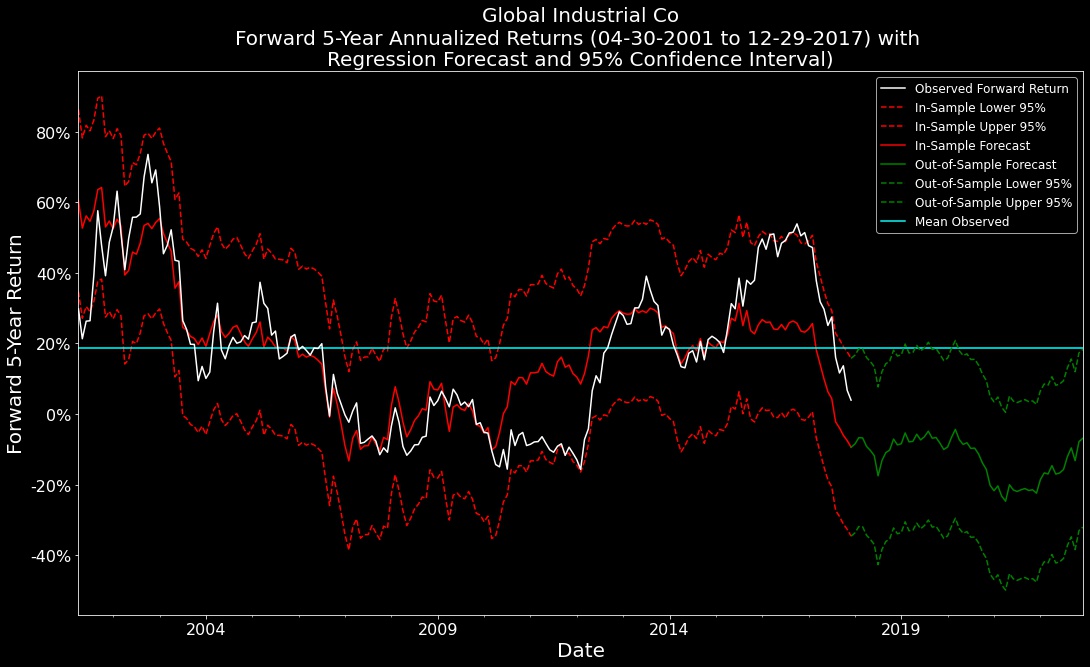 Global Industrial Co
Forward 5-Year Annualized Returns (04-30-2001 to 12-29-2017) with
Regression Forecast and 95% Confidence Interval)
Observed Forward Return
In-Sample Lower 95%
In-Sample Upper 95%
In-Sample Forecast
Out-of-Sample Forecast
Out-of-Sample Lower 95%
Out-of-Sample Upper 95%
Mean Observed
Forward 5-Year Return
80%
60%
40%
20%
0%
-20%
-40%
2004
2009
2014
2019
Date